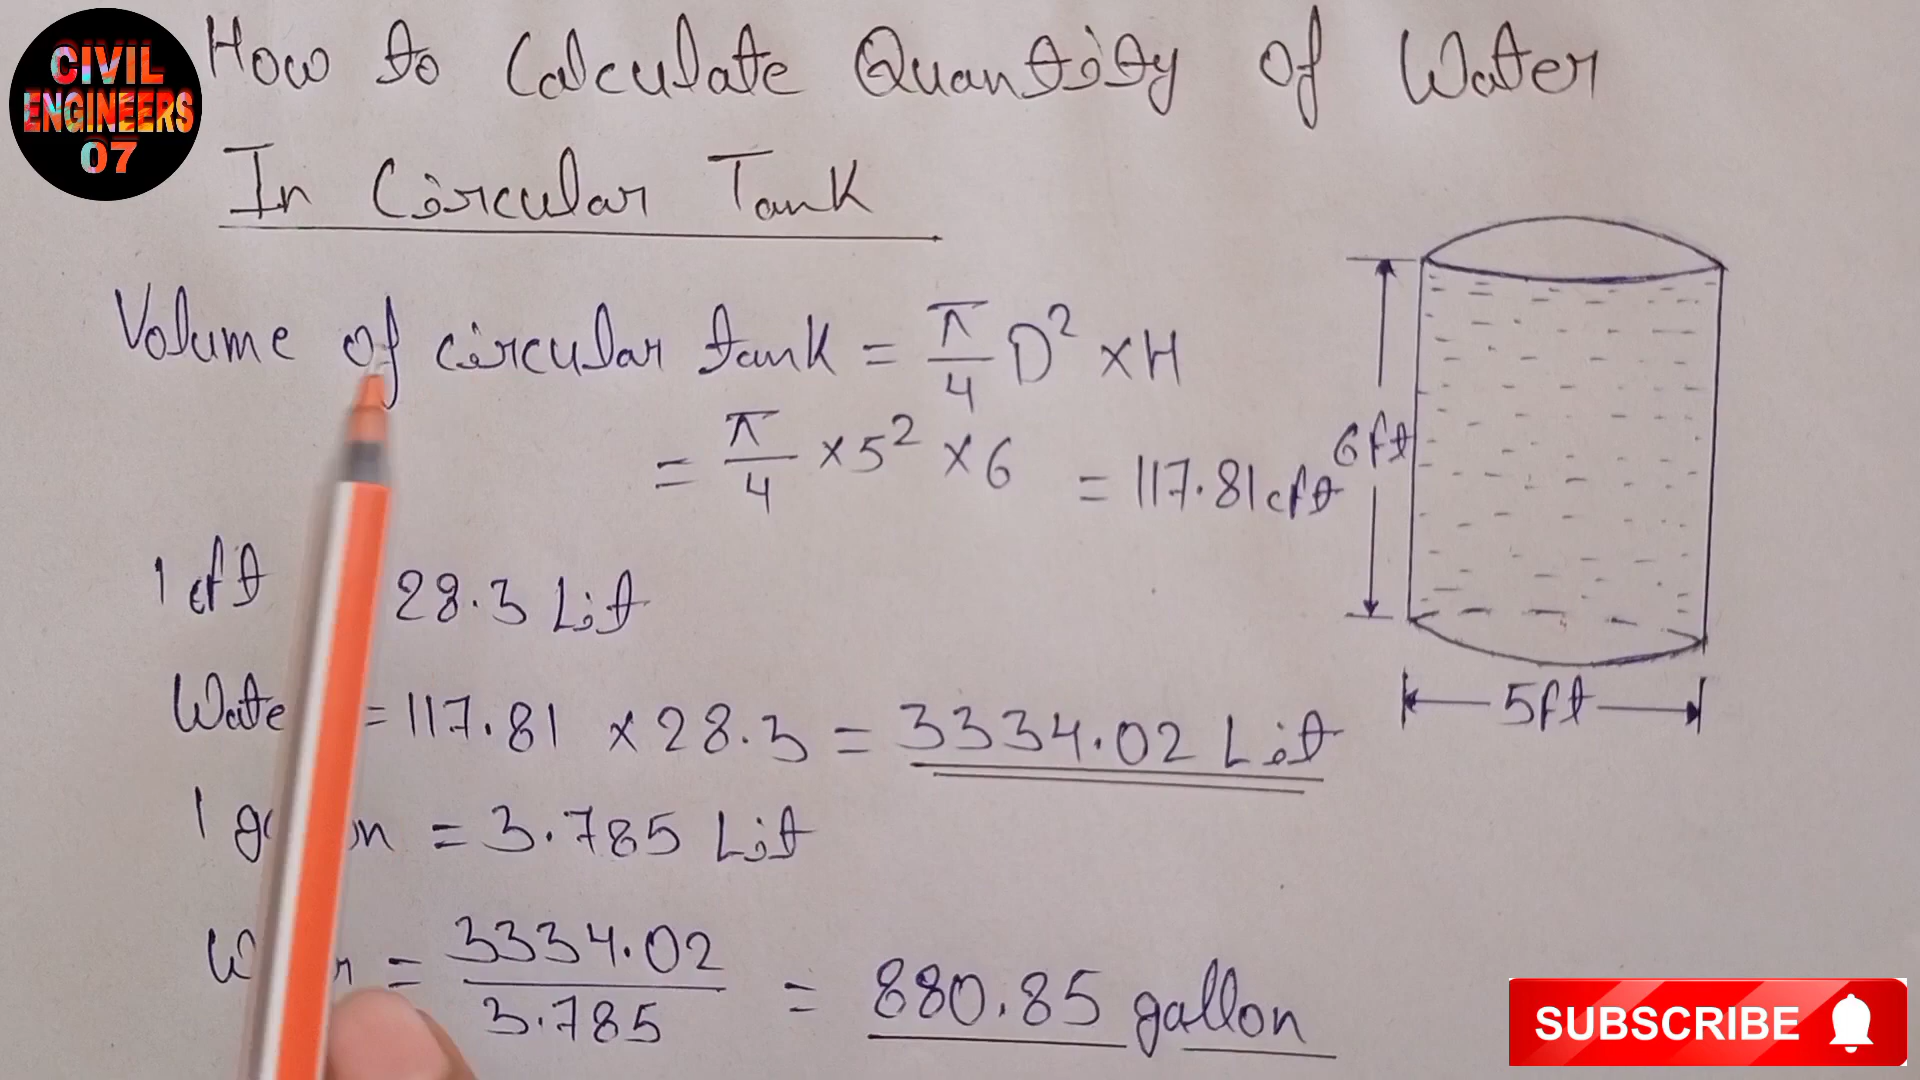 CIVIL
ENGINEERS
07
How to Calculate Quantity Of Water
In Circular Tank
Volume of circular tank = π/4 D² × H
= π/4 × 5² × 6 = 117.81 cft
6ft
1 cft 28.3 Lit
= 117.81 × 28.3 = 3334.02 Lit
5ft
1 = 3.785 Lit
= 3334.02/3.785 = 880.85 gallon
SUBSCRIBE